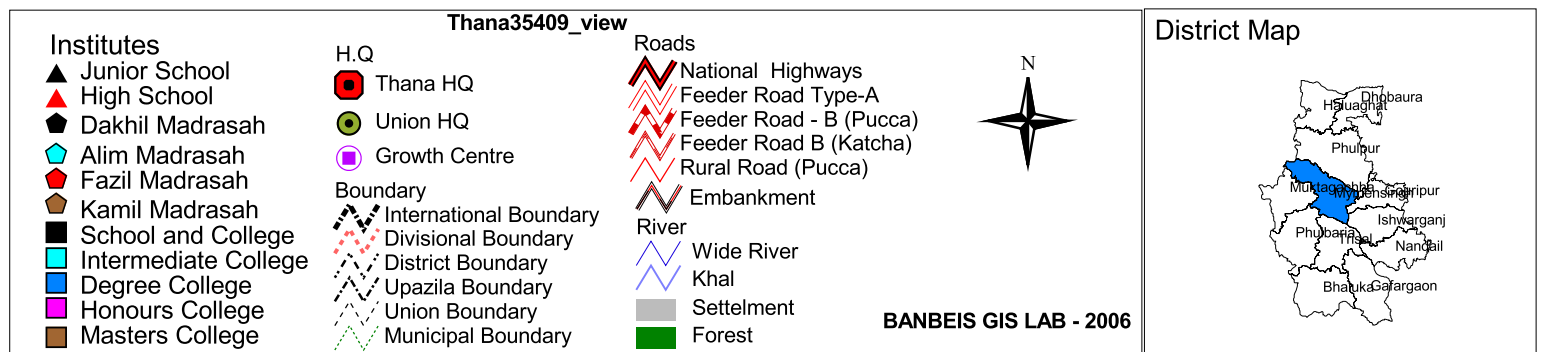 Thana35409_view
Institutes
Junior School
High School
Dakhil Madrasah
Alim Madrasah
Fazil Madrasah
Kamil Madrasah
School and College
Intermediate College
Degree College
Honours College
Masters College
H.Q
Thana HQ
Union HQ
Growth Centre
Boundary
International Boundary
Divisional Boundary
District Boundary
Upazila Boundary
Union Boundary
Municipal Boundary
Roads
National Highways
Feeder Road Type-A
Feeder Road - B (Pucca)
Feeder Road B (Katcha)
Rural Road (Pucca)
Embankment
River
Wide River
Khal
Settelment
Forest
N
BANBEIS GIS LAB - 2006
District Map
Dhobaura
Haluaghat
Phulpur
Muktagachha
Mymensingh
Gouripur
Ishwarganj
Phulbaria
Trisal
Nandail
Bhaluka
Gafargaon